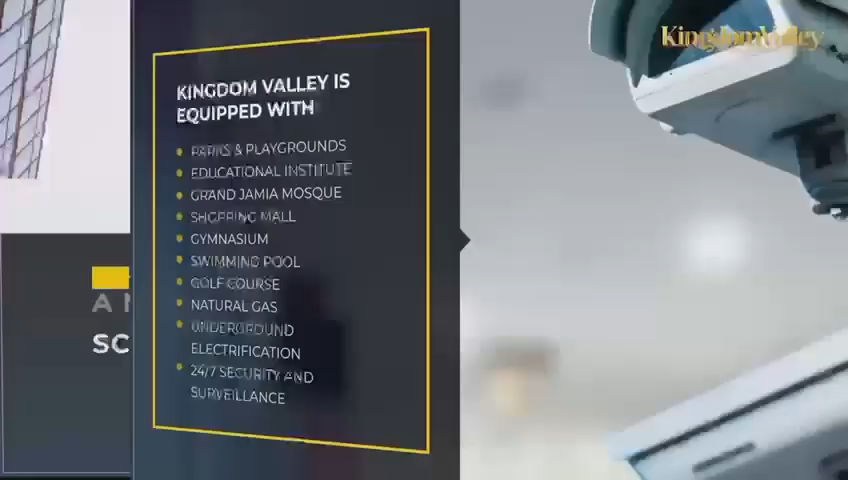 KingdomValley
KINGDOM VALLEY IS
EQUIPPED WITH
PARKS & PLAYGROUNDS
EDUCATIONAL INSTITUTE
GRAND JAMIA MOSQUE
SHOPPING MALL
GYMNASIUM
SWIMMING POOL
GOLF COURSE
NATURAL GAS
UNDERGROUND
ELECTRIFICATION
24/7 SECURITY AND
SURVEILLANCE